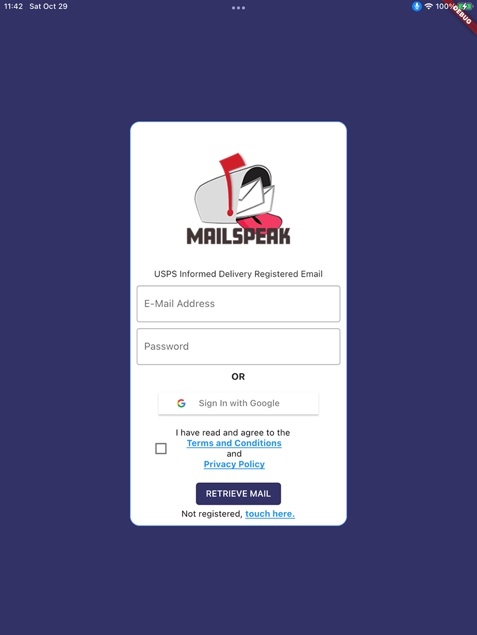 11:42 Sat Oct 29
100%
DEBUG
MAILSPEAK
USPS Informed Delivery Registered Email
E-Mail Address
Password
OR
Sign In with Google
I have read and agree to the
Terms and Conditions
and
Privacy Policy
RETRIEVE MAIL
Not registered, touch here.